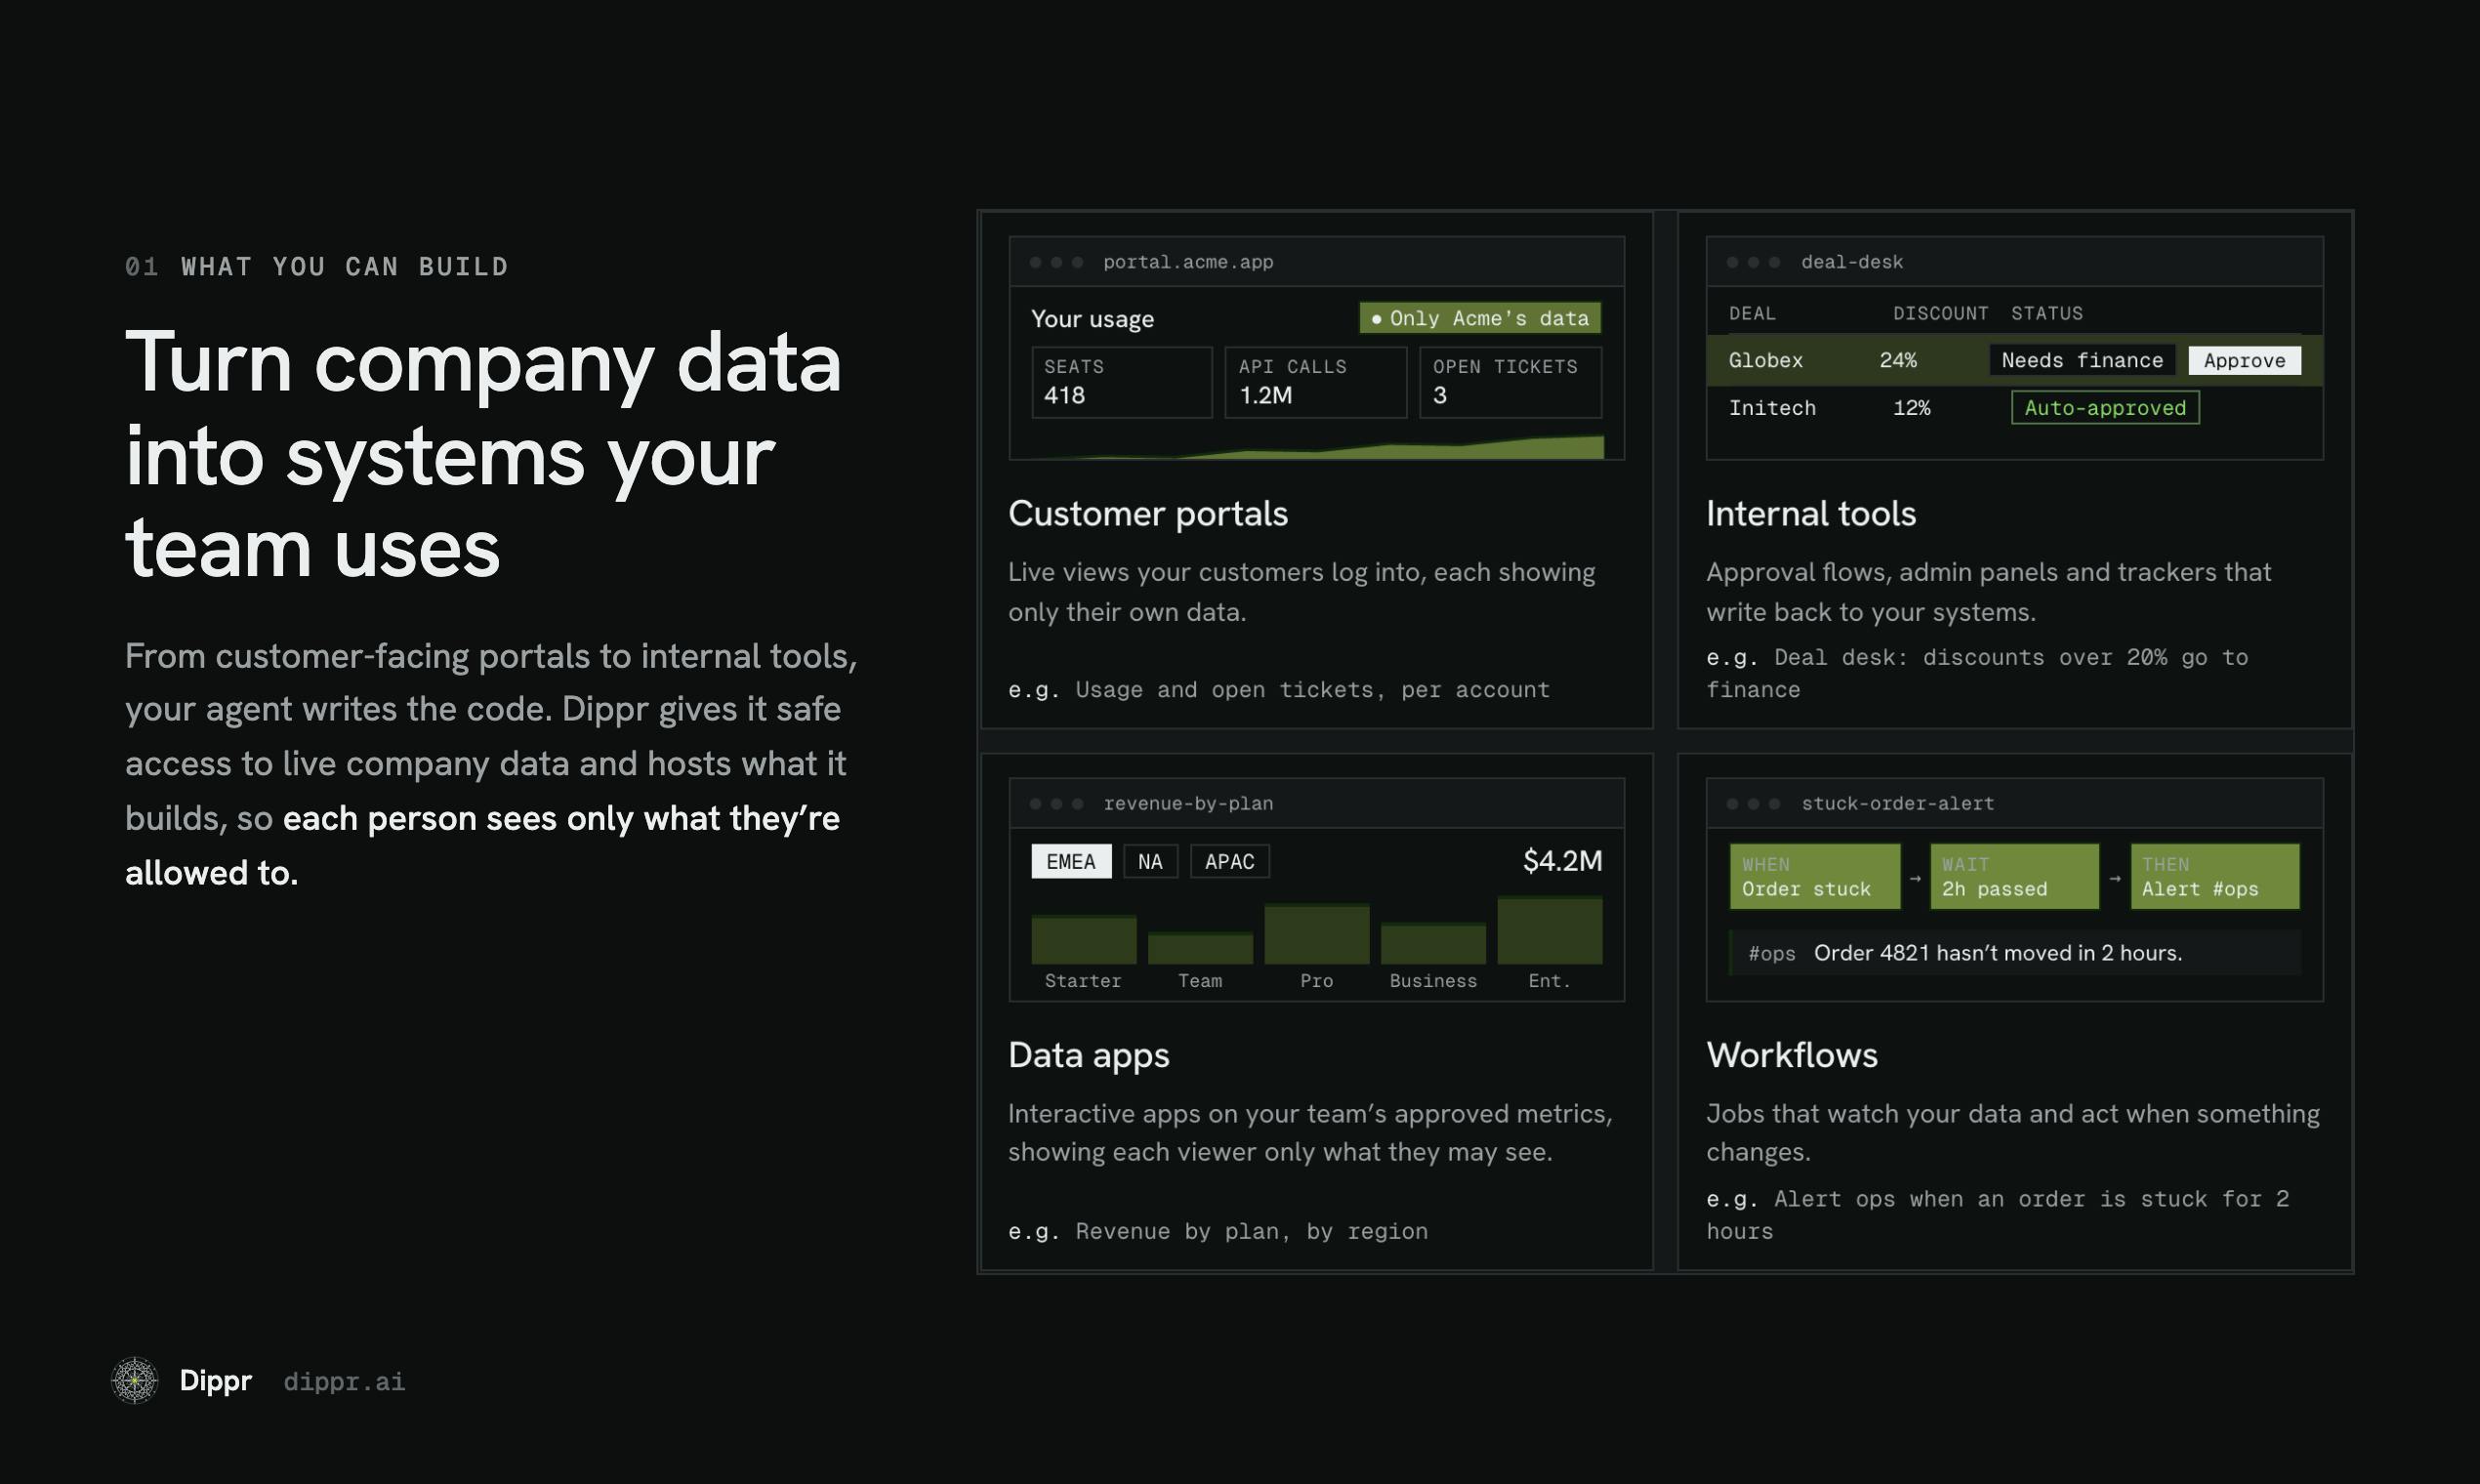 01 WHAT YOU CAN BUILD
Turn company data
into systems your
team uses
From customer-facing portals to internal tools,
your agent writes the code. Dippr gives it safe
access to live company data and hosts what it
builds, so each person sees only what they’re
allowed to.
portal.acme.app
Your usage
Only Acme's data
SEATS
418
API CALLS
1.2M
OPEN TICKETS
3
Customer portals
Live views your customers log into, each showing
only their own data.
e.g. Usage and open tickets, per account
deal-desk
DEAL DISCOUNT STATUS
Globex 24% Needs finance Approve
Initech 12% Auto-approved
Internal tools
Approval flows, admin panels and trackers that
write back to your systems.
e.g. Deal desk: discounts over 20% go to
finance
revenue-by-plan
EMEA NA APAC $4.2M
Starter Team Pro Business Ent.
Data apps
Interactive apps on your team’s approved metrics,
showing each viewer only what they may see.
e.g. Revenue by plan, by region
stuck-order-alert
WHEN
Order stuck
→
WAIT
2h passed
→
THEN
Alert #ops
#ops Order 4821 hasn’t moved in 2 hours.
Workflows
Jobs that watch your data and act when something
changes.
e.g. Alert ops when an order is stuck for 2
hours
Dippr dippr.ai